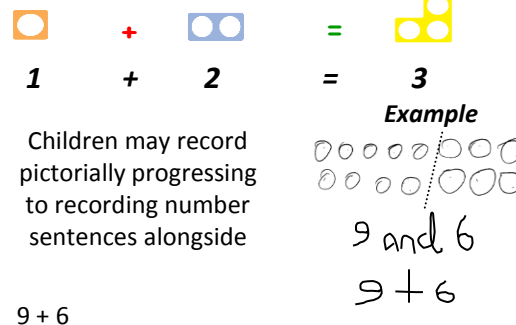 + =
1 + 2 = 3
Example
Children may record
pictorially progressing
to recording number
sentences alongside
9 and 6
9 + 6
9 + 6